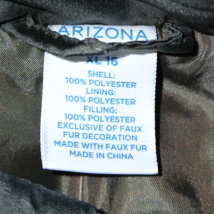 ARIZONA
XL 16
SHELL:
100% POLYESTER
LINING:
100% POLYESTER
FILLING:
100% POLYESTER
EXCLUSIVE OF FAUX
FUR DECORATION
MADE WITH FAUX FUR
MADE IN CHINA